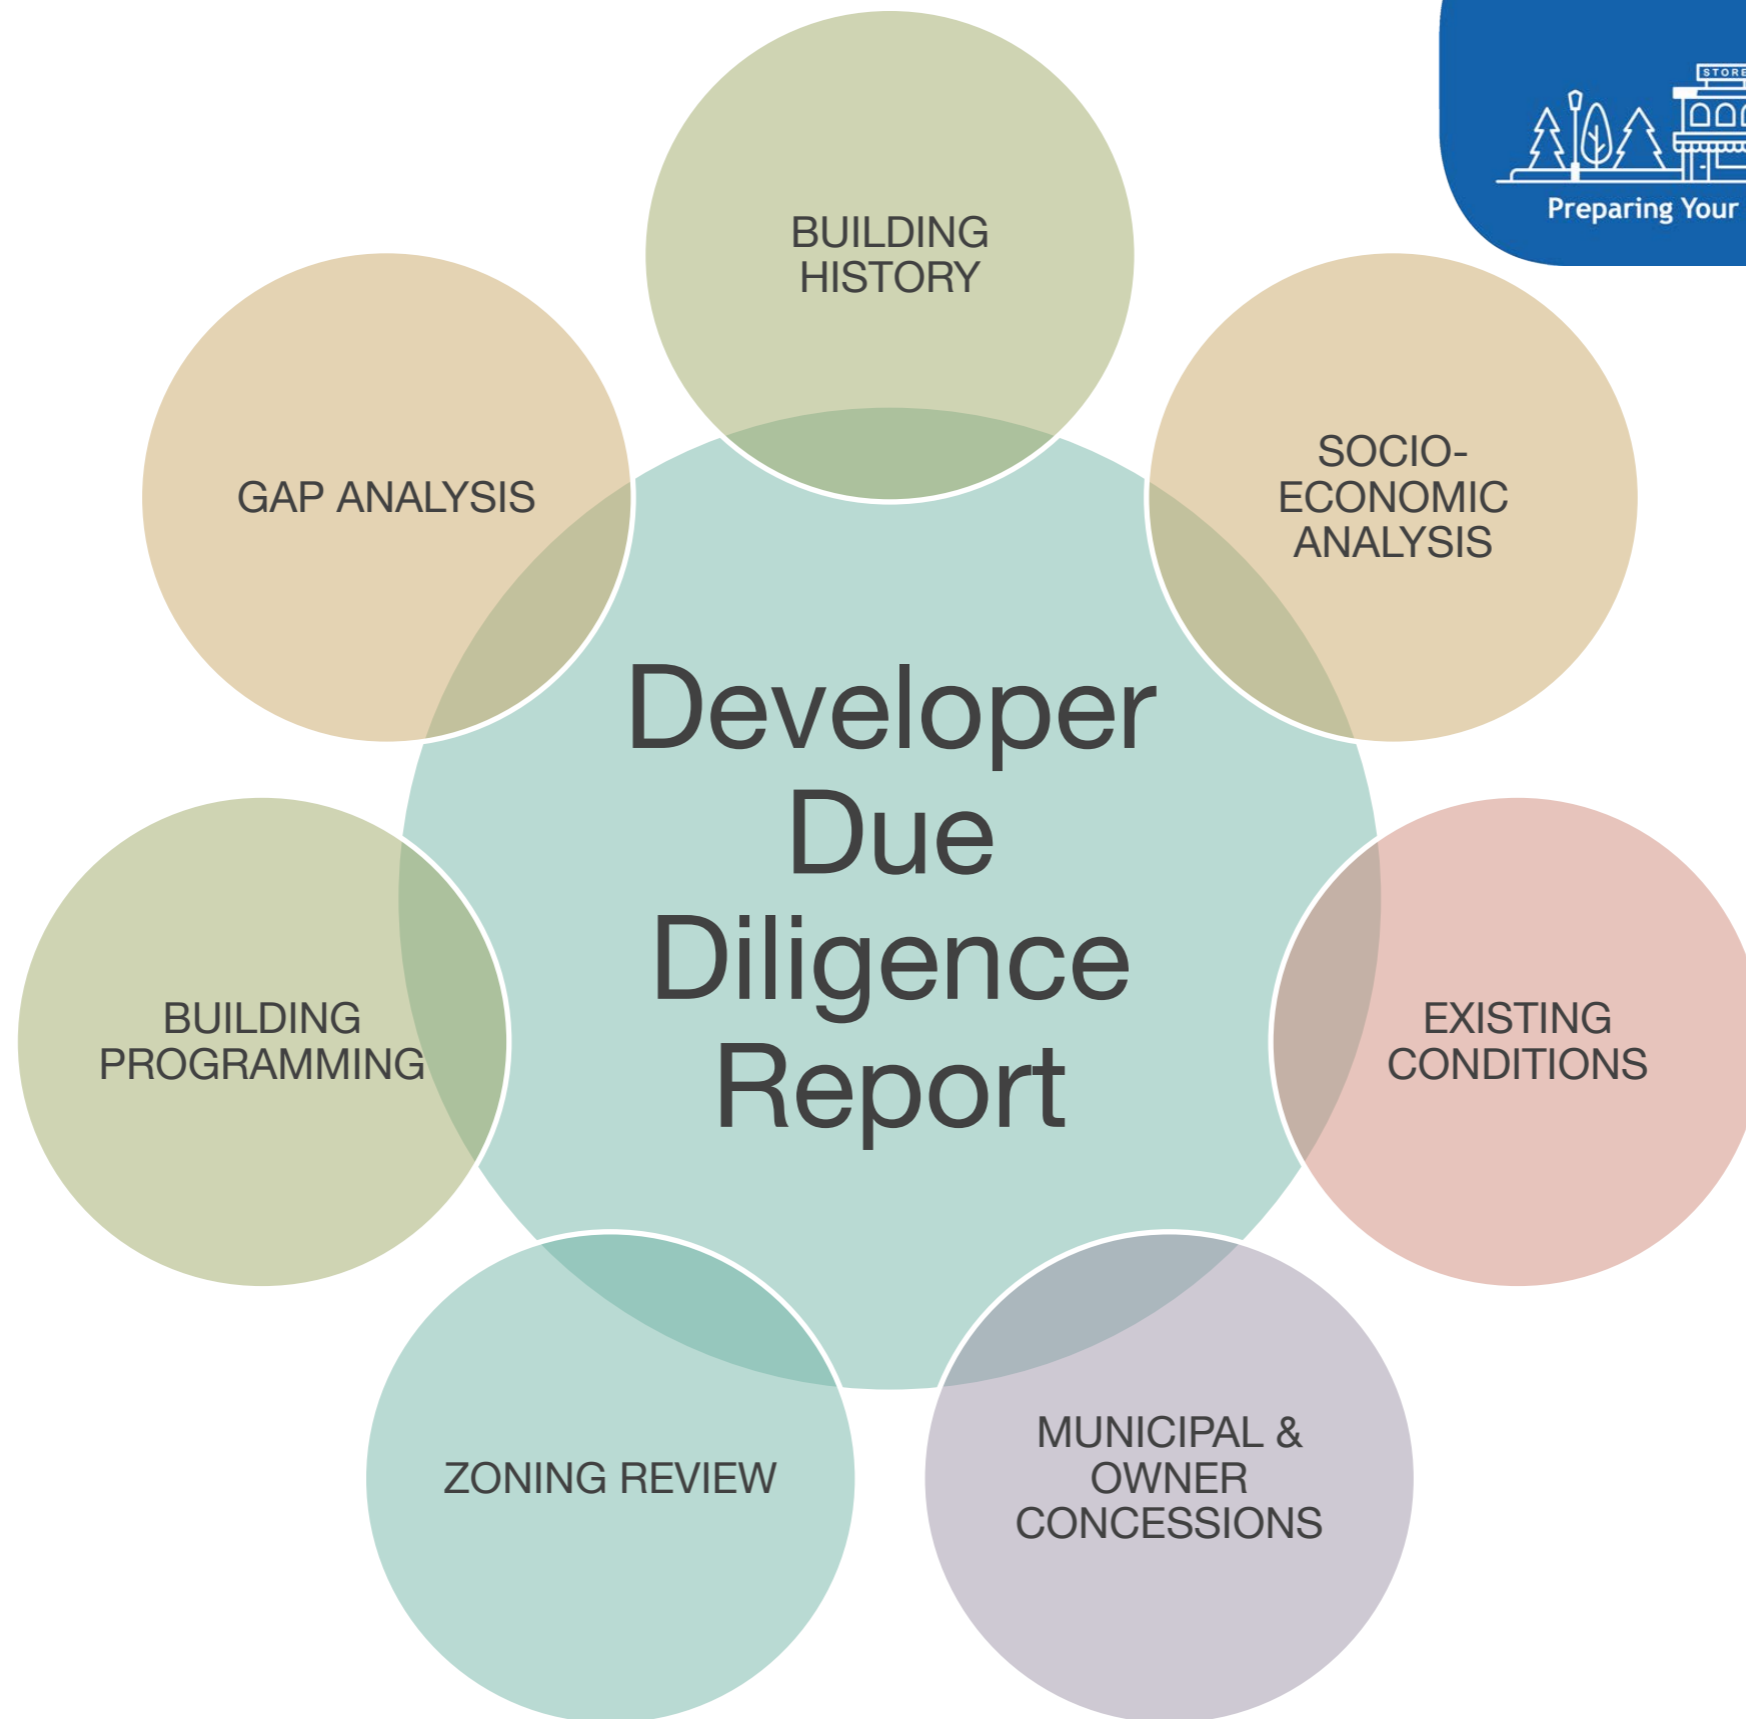 STORE
Preparing Your
BUILDING
HISTORY
SOCIO-
ECONOMIC
ANALYSIS
GAP ANALYSIS
Developer
Due
Diligence
Report
EXISTING
CONDITIONS
BUILDING
PROGRAMMING
MUNICIPAL &
OWNER
CONCESSIONS
ZONING REVIEW